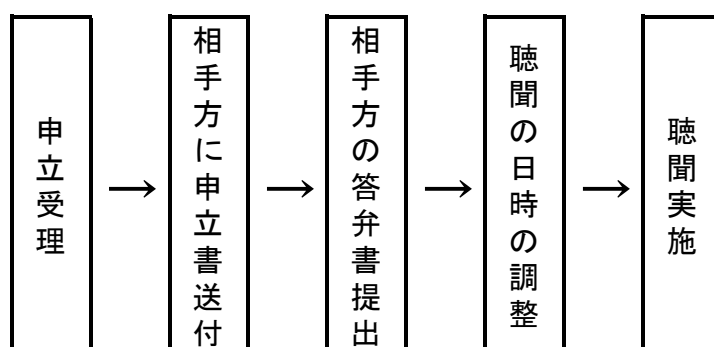 申立受理
→
相手方に申立書送付
→
相手方の答弁書提出
→
聴聞の日時の調整
→
聴聞実施